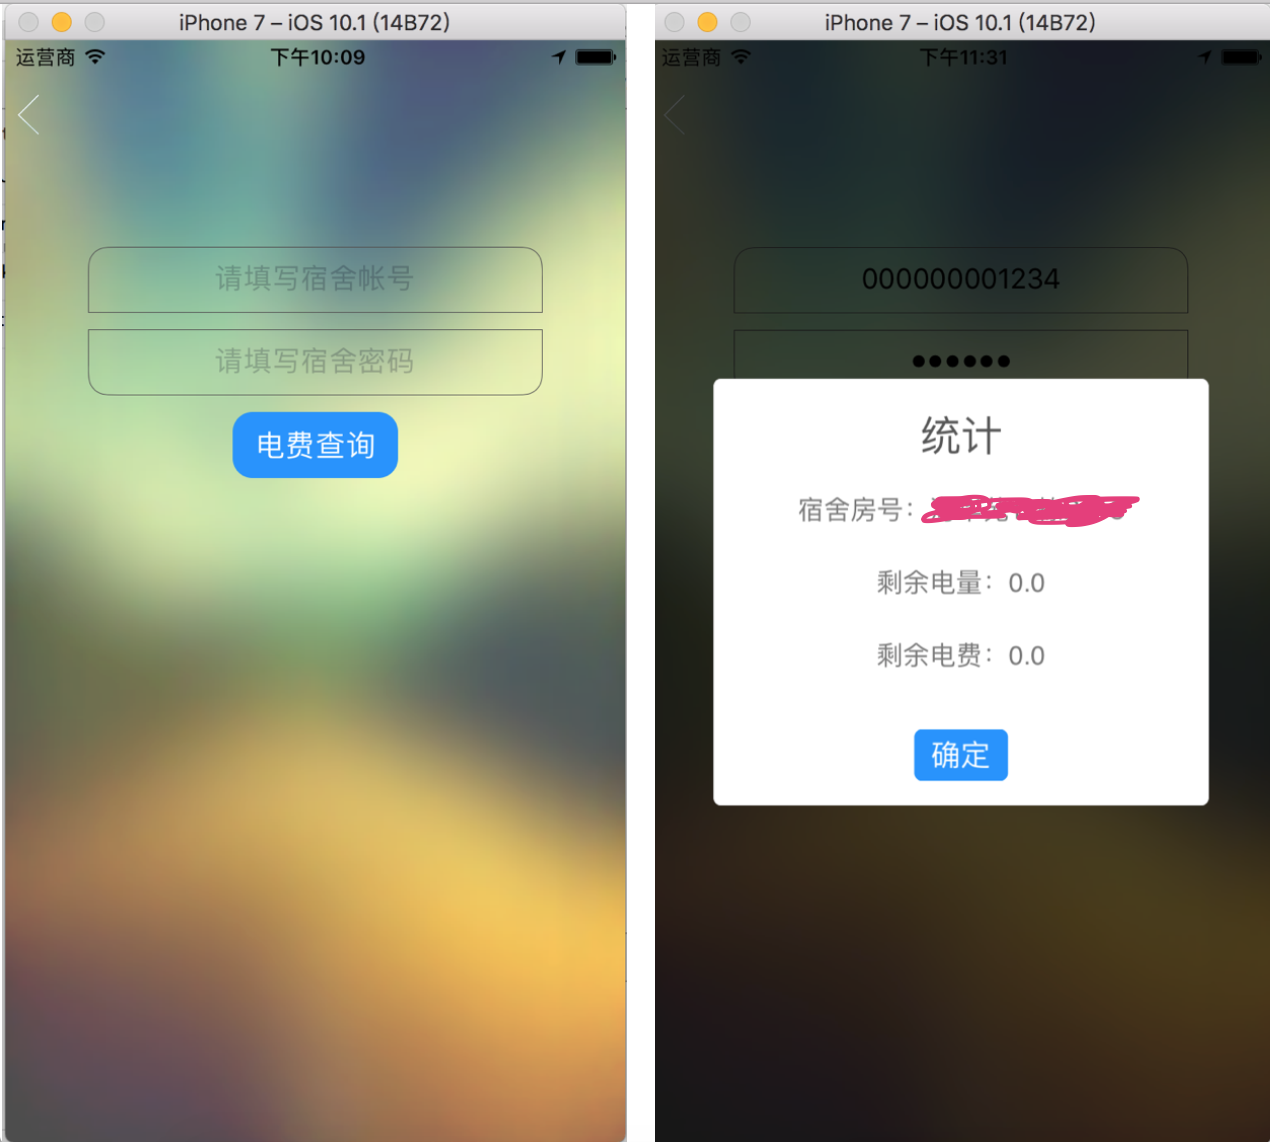 iPhone 7 – iOS 10.1 (14B72)
运营商 下午10:09
请填写宿舍帐号
请填写宿舍密码
电费查询
iPhone 7 – iOS 10.1 (14B72)
运营商 下午11:31
000000001234
●●●●●●
统计
宿舍房号：
剩余电量：0.0
剩余电费：0.0
确定